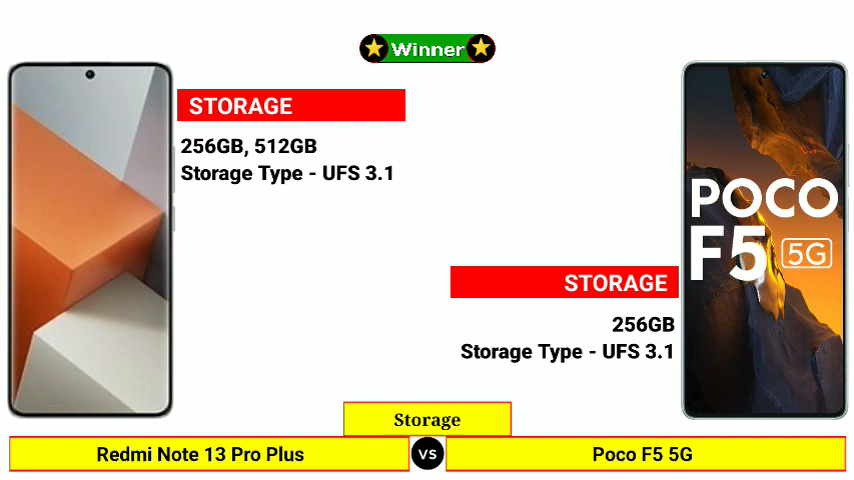 Winner
STORAGE
256GB, 512GB
Storage Type - UFS 3.1
POCO
F5 5G
STORAGE
256GB
Storage Type - UFS 3.1
Storage
Redmi Note 13 Pro Plus
VS
Poco F5 5G